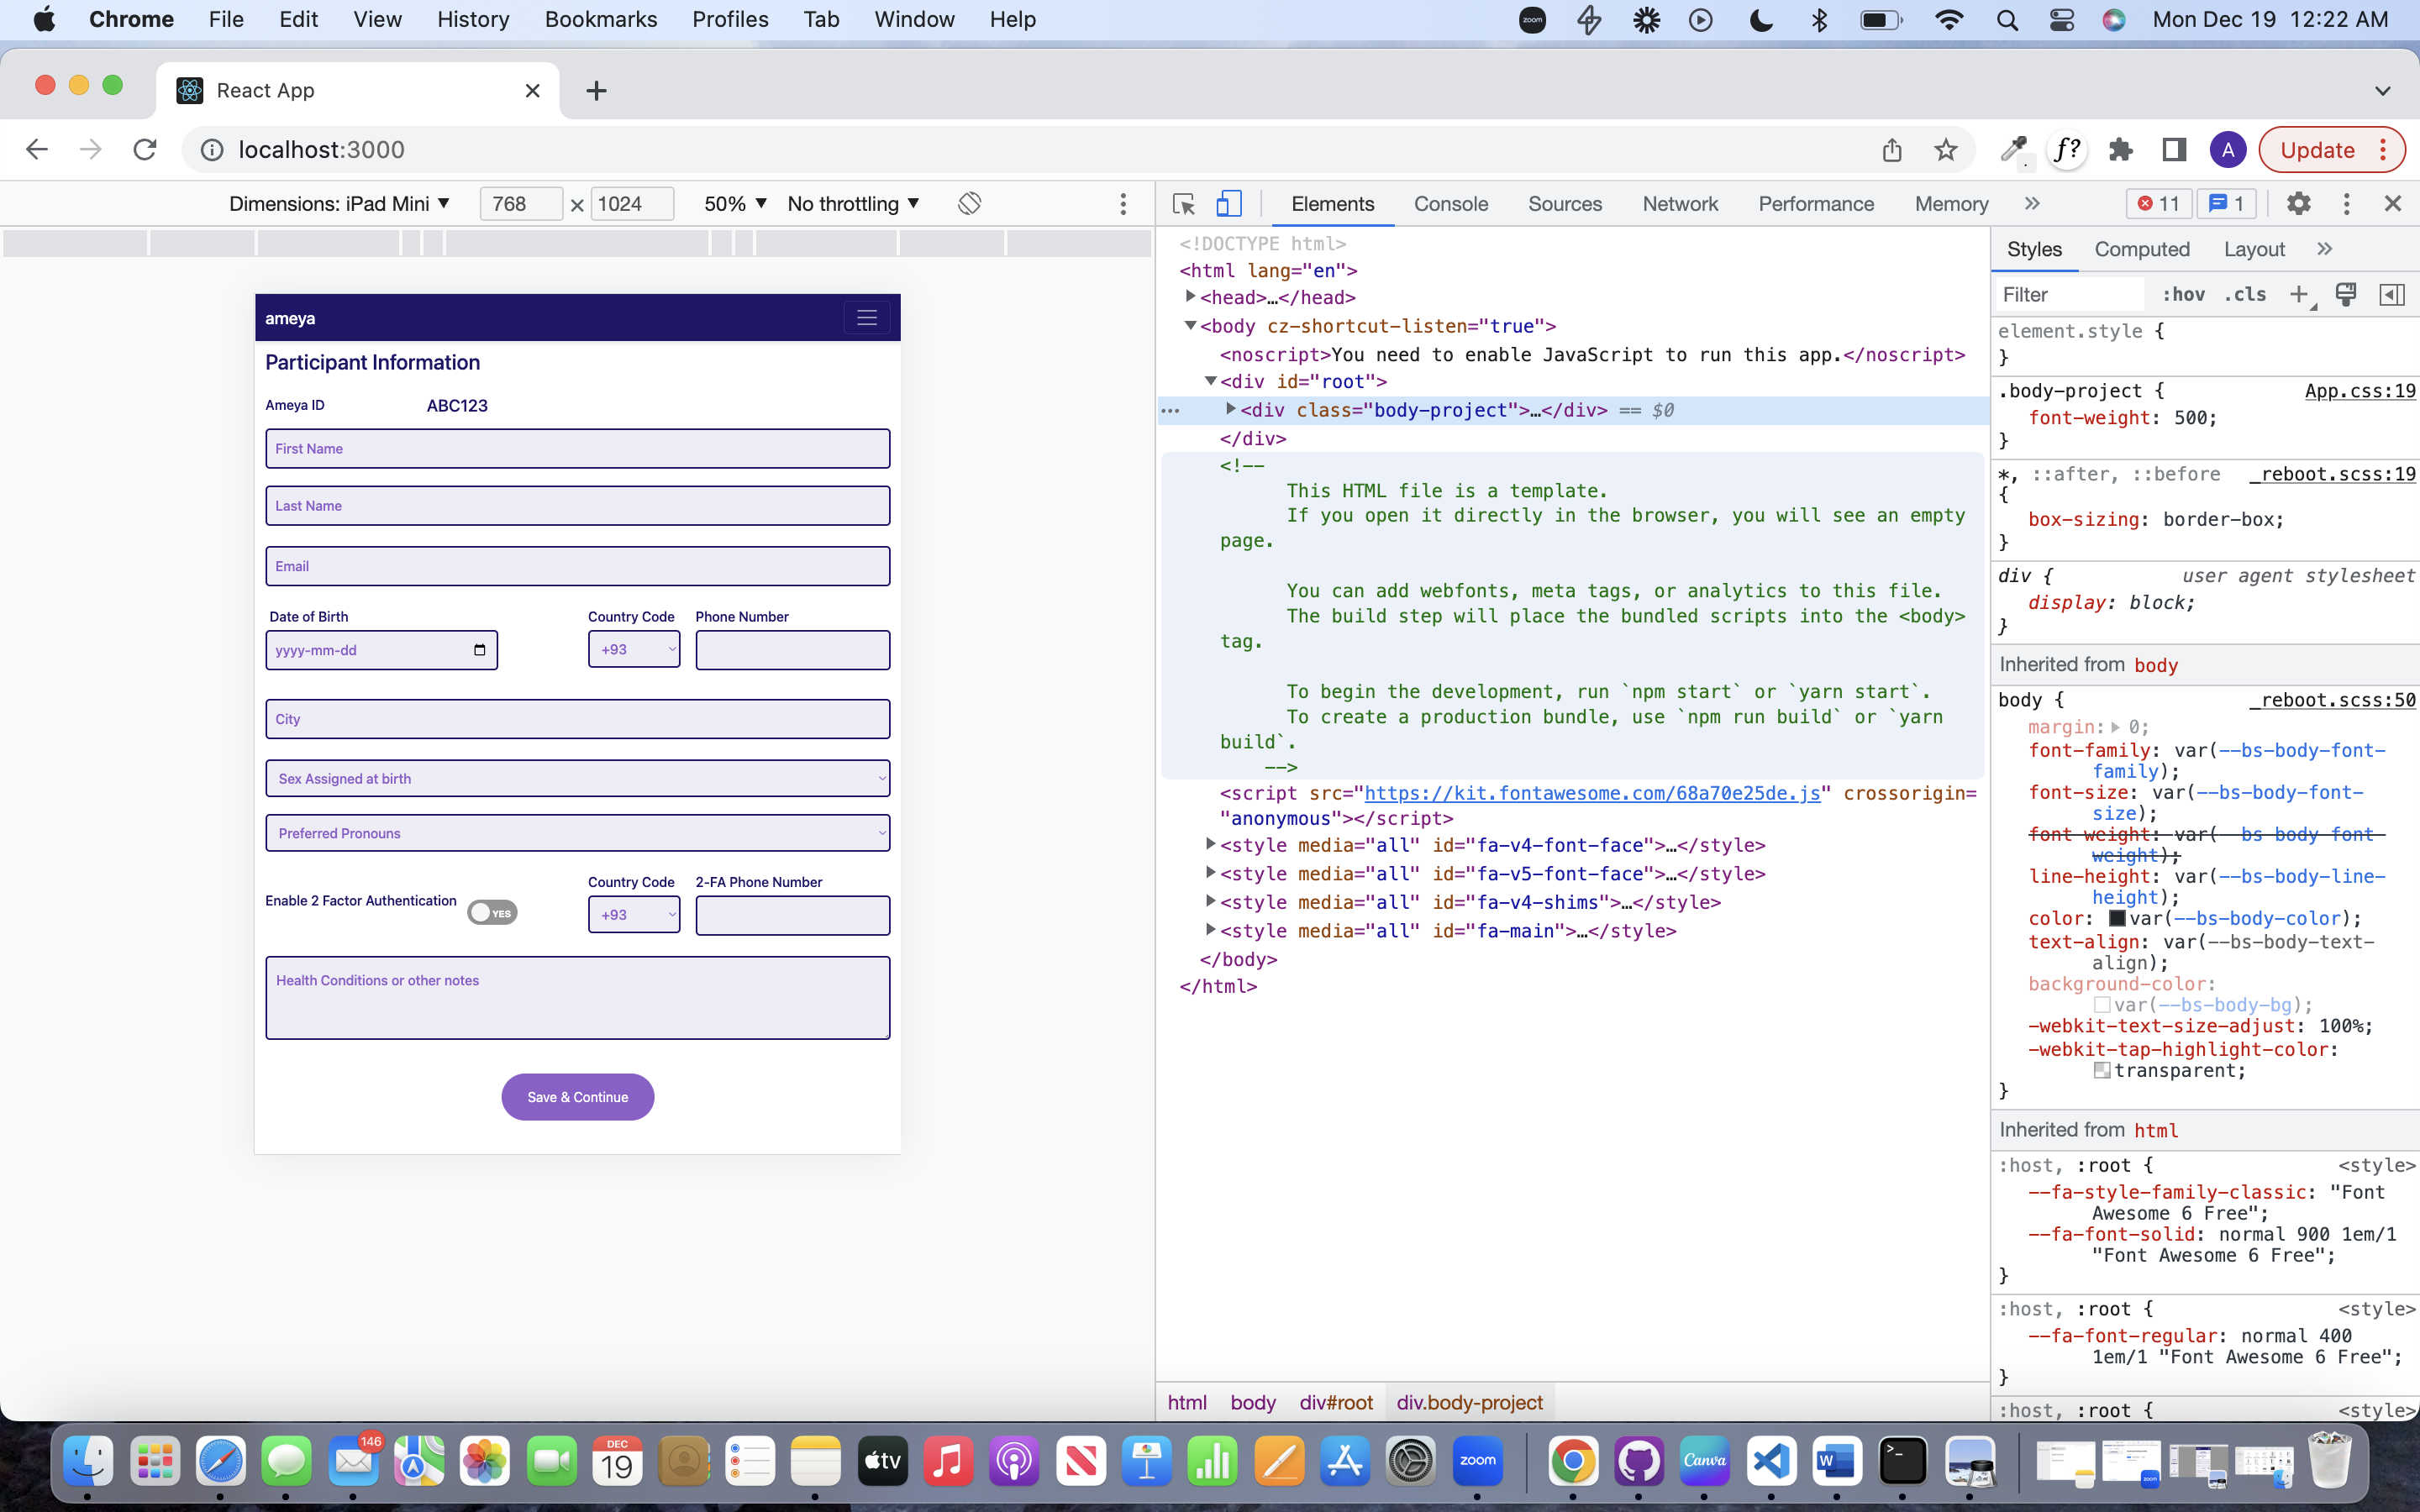 Chrome File Edit View History Bookmarks Profiles Tab Window Help zoom Mon Dec 19 12:22 AM
React App
localhost:3000 f? A Update
Dimensions: iPad Mini 768 × 1024 50% No throttling
ameya
Participant Information
Ameya ID ABC123
First Name
Last Name
Email
Date of Birth Country Code Phone Number
yyyy-mm-dd +93
City
Sex Assigned at birth
Preferred Pronouns
Country Code 2-FA Phone Number
Enable 2 Factor Authentication YES +93
Health Conditions or other notes
Save & Continue
Elements Console Sources Network Performance Memory » 11 1
<!DOCTYPE html>
<html lang="en">
<head>…</head>
<body cz-shortcut-listen="true">
<noscript>You need to enable JavaScript to run this app.</noscript>
<div id="root">
… <div class="body-project">…</div> == $0
</div>
<!--
This HTML file is a template.
If you open it directly in the browser, you will see an empty
page.
You can add webfonts, meta tags, or analytics to this file.
The build step will place the bundled scripts into the <body>
tag.
To begin the development, run `npm start` or `yarn start`.
To create a production bundle, use `npm run build` or `yarn
build`.
-->
<script src="https://kit.fontawesome.com/68a70e25de.js" crossorigin=
"anonymous"></script>
<style media="all" id="fa-v4-font-face">…</style>
<style media="all" id="fa-v5-font-face">…</style>
<style media="all" id="fa-v4-shims">…</style>
<style media="all" id="fa-main">…</style>
</body>
</html>
html body div#root div.body-project
Styles Computed Layout »
Filter :hov .cls +
element.style {
}
.body-project { App.css:19
font-weight: 500;
}
*, ::after, ::before _reboot.scss:19
{
box-sizing: border-box;
}
div { user agent stylesheet
display: block;
}
Inherited from body
body { _reboot.scss:50
margin: 0;
font-family: var(--bs-body-font-
family);
font-size: var(--bs-body-font-
size);
font-weight: var(--bs-body-font-
weight);
line-height: var(--bs-body-line-
height);
color: var(--bs-body-color);
text-align: var(--bs-body-text-
align);
background-color:
var(--bs-body-bg);
-webkit-text-size-adjust: 100%;
-webkit-tap-highlight-color:
transparent;
}
Inherited from html
:host, :root { <style>
--fa-style-family-classic: "Font
Awesome 6 Free";
--fa-font-solid: normal 900 1em/1
"Font Awesome 6 Free";
}
:host, :root { <style>
--fa-font-regular: normal 400
1em/1 "Font Awesome 6 Free";
}
:host, :root { <style>
146 DEC 19 tv zoom Canva W >_